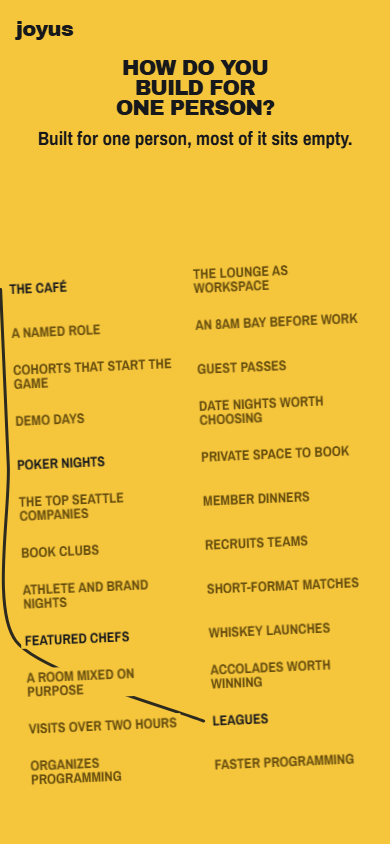 joyus
HOW DO YOU
BUILD FOR
ONE PERSON?
Built for one person, most of it sits empty.
THE CAFÉ
A NAMED ROLE
COHORTS THAT START THE
GAME
DEMO DAYS
POKER NIGHTS
THE TOP SEATTLE
COMPANIES
BOOK CLUBS
ATHLETE AND BRAND
NIGHTS
FEATURED CHEFS
A ROOM MIXED ON
PURPOSE
VISITS OVER TWO HOURS
ORGANIZES
PROGRAMMING
THE LOUNGE AS
WORKSPACE
AN 8AM BAY BEFORE WORK
GUEST PASSES
DATE NIGHTS WORTH
CHOOSING
PRIVATE SPACE TO BOOK
MEMBER DINNERS
RECRUITS TEAMS
SHORT-FORMAT MATCHES
WHISKEY LAUNCHES
ACCOLADES WORTH
WINNING
LEAGUES
FASTER PROGRAMMING